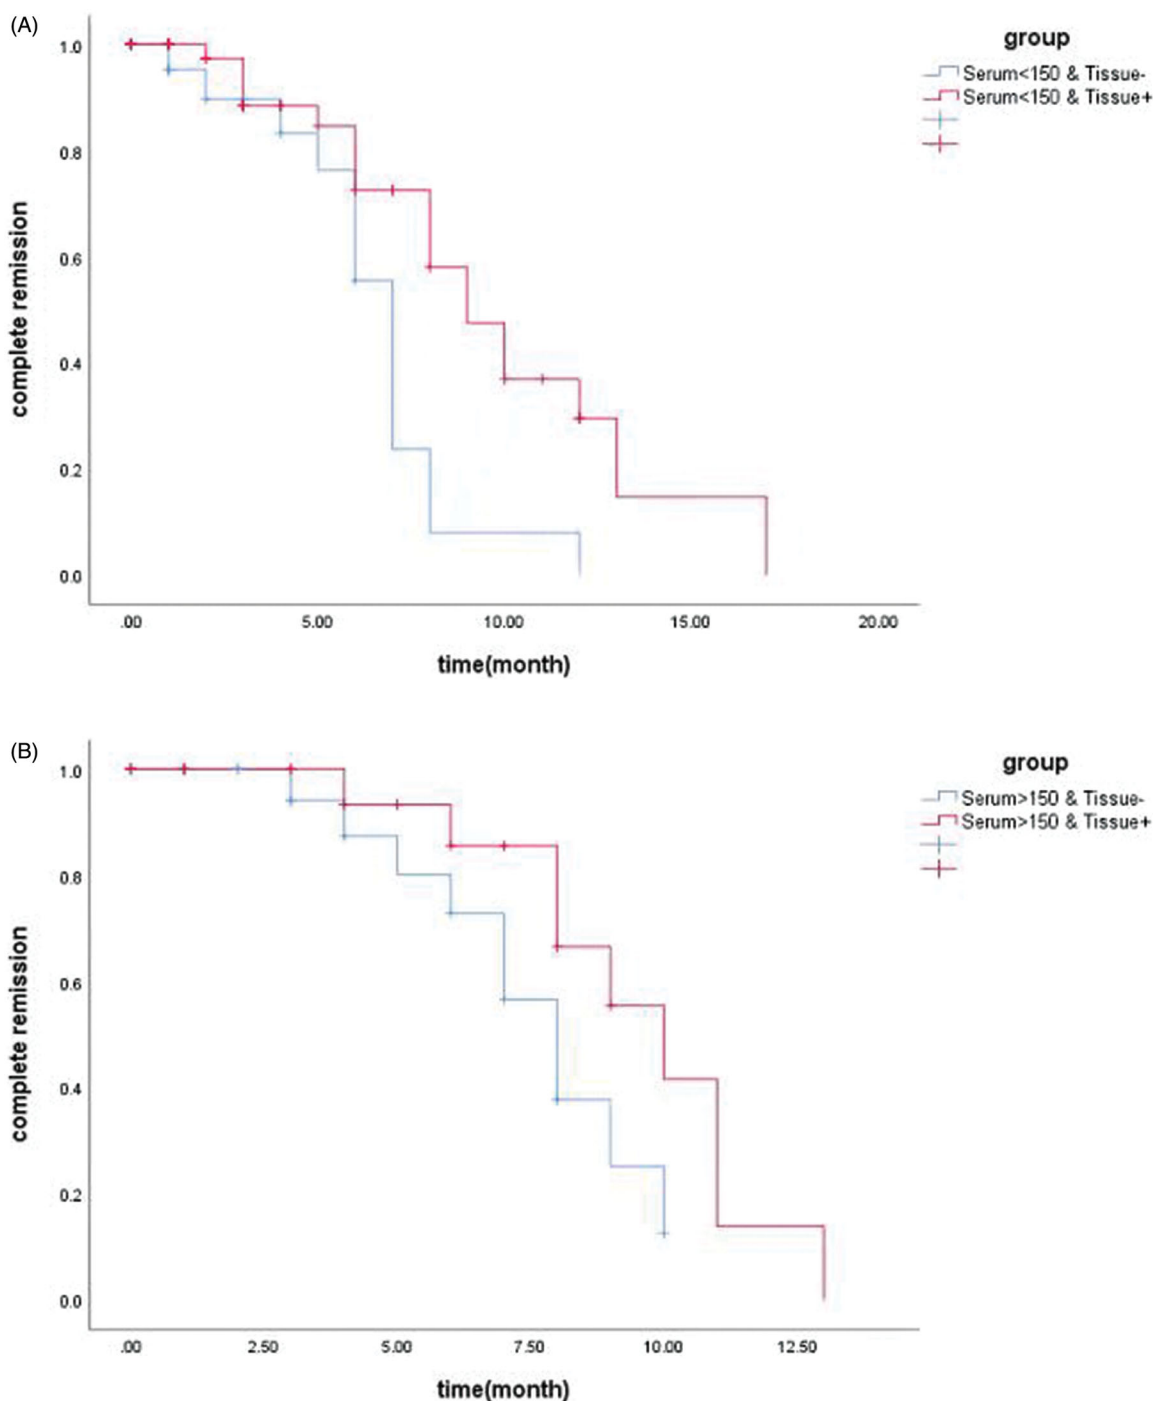 (A)
group
Serum<150 & Tissue-
Serum<150 & Tissue+
complete remission
1.0
0.8
0.6
0.4
0.2
0.0
.00 5.00 10.00 15.00 20.00
time(month)
(B)
group
Serum>150 & Tissue-
Serum>150 & Tissue+
complete remission
1.0
0.8
0.6
0.4
0.2
0.0
.00 2.50 5.00 7.50 10.00 12.50
time(month)